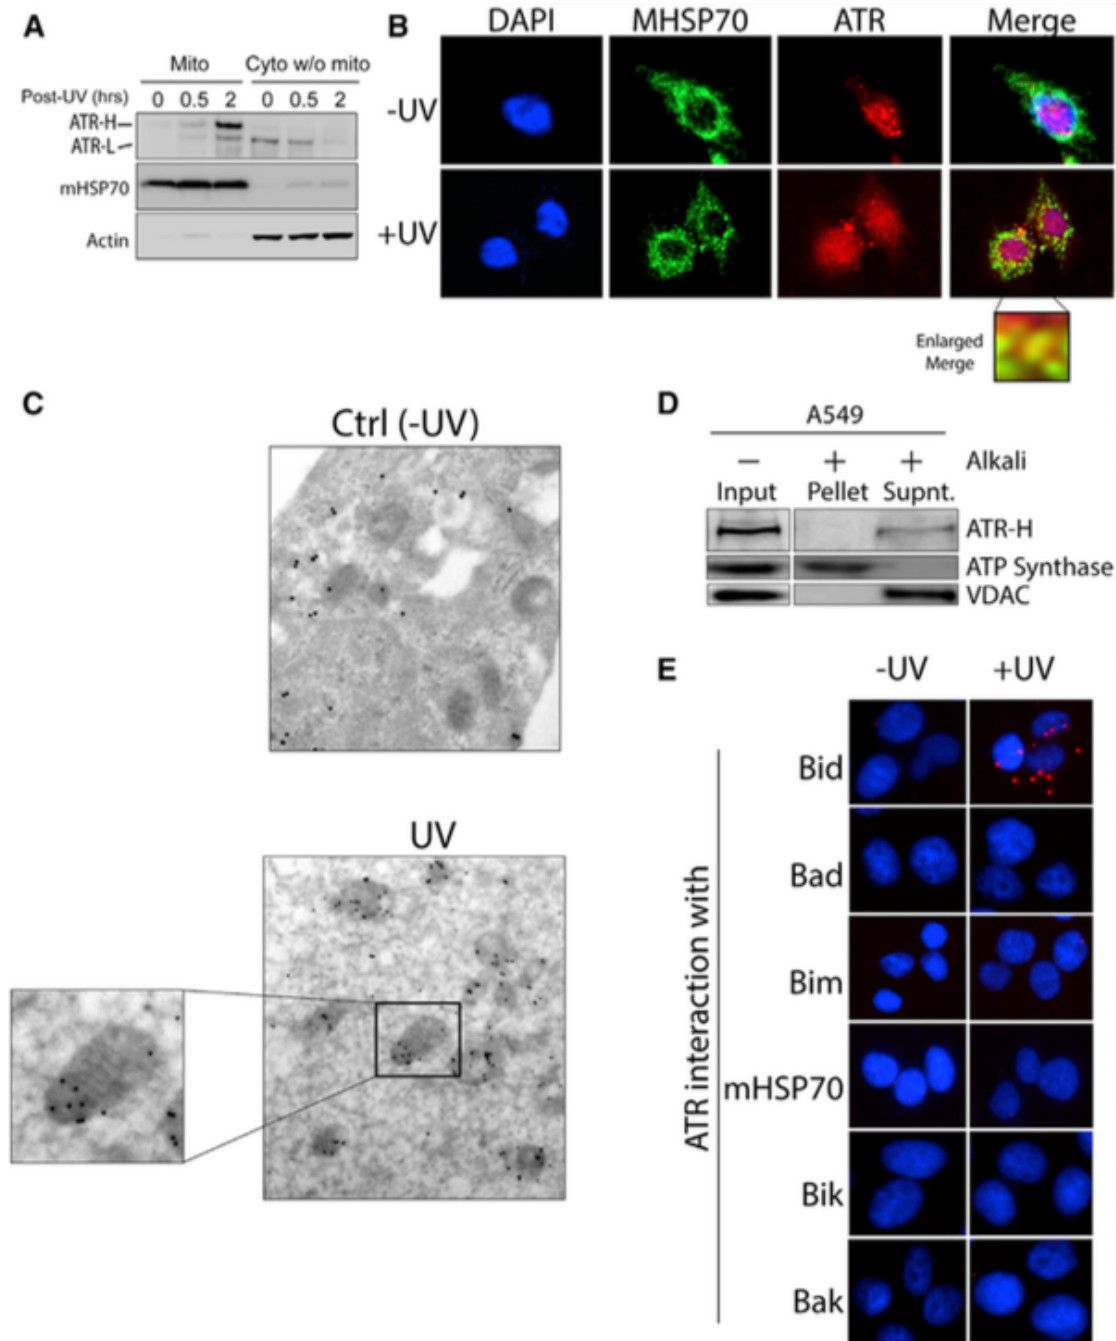 A
Mito Cyto w/o mito
Post-UV (hrs) 0 0.5 2 0 0.5 2
ATR-H
ATR-L
mHSP70
Actin
B
DAPI MHSP70 ATR Merge
-UV
+UV
Enlarged
Merge
C
Ctrl (-UV)
UV
D
A549
− + + Alkali
Input Pellet Supnt.
ATR-H
ATP Synthase
VDAC
E
-UV +UV
ATR interaction with
Bid
Bad
Bim
mHSP70
Bik
Bak